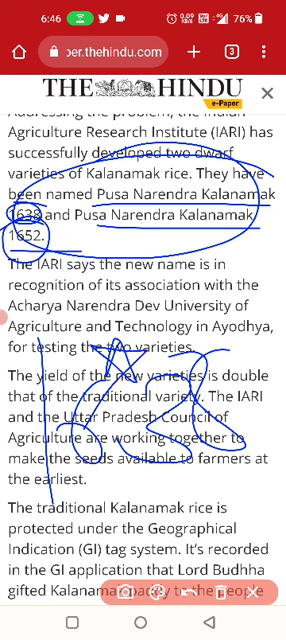 6:46
76%
per.thehindu.com
3
THE HINDU
e-Paper
Addressing the problem, the Indian
Agriculture Research Institute (IARI) has
successfully developed two dwarf
varieties of Kalanamak rice. They have
been named Pusa Narendra Kalanamak
1638 and Pusa Narendra Kalanamak
1652.
The IARI says the new name is in
recognition of its association with the
Acharya Narendra Dev University of
Agriculture and Technology in Ayodhya,
for testing the two varieties.
The yield of the new varieties is double
that of the traditional variety. The IARI
and the Uttar Pradesh Council of
Agriculture are working together to
make the seeds available to farmers at
the earliest.
The traditional Kalanamak rice is
protected under the Geographical
Indication (GI) tag system. It's recorded
in the GI application that Lord Budhha
gifted Kalanamak paddy to the people